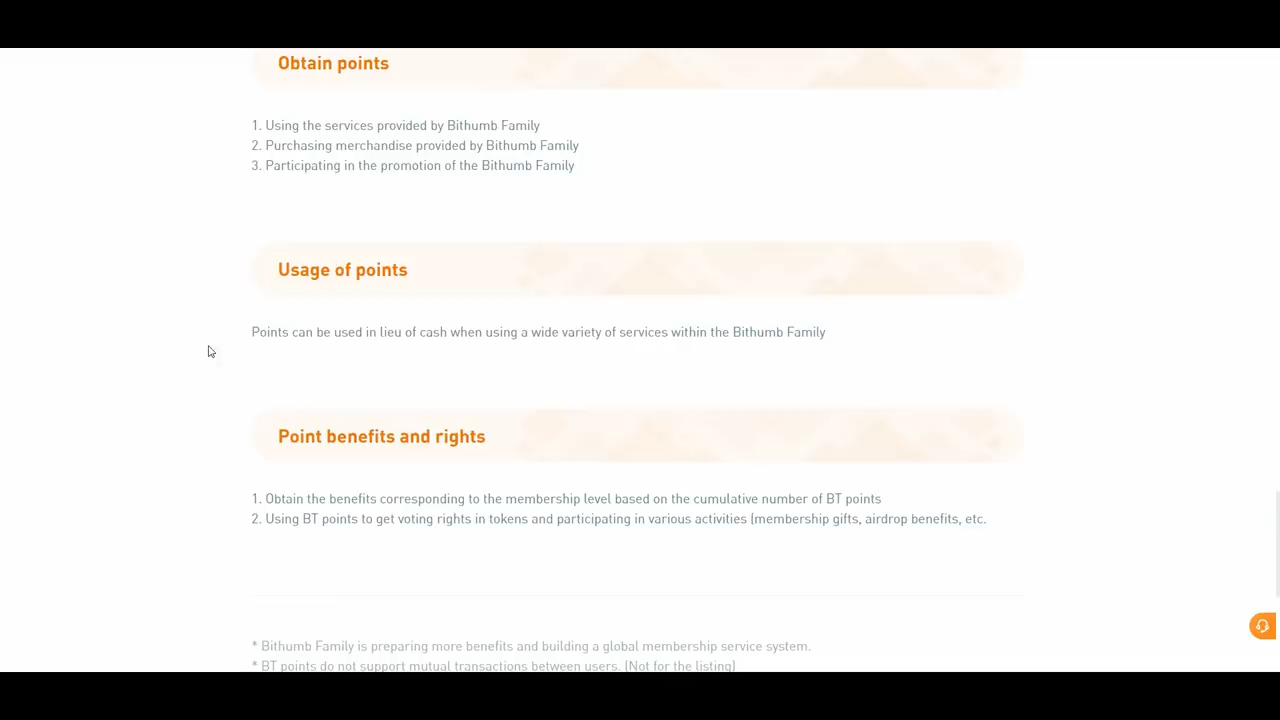 Obtain points
1. Using the services provided by Bithumb Family
2. Purchasing merchandise provided by Bithumb Family
3. Participating in the promotion of the Bithumb Family
Usage of points
Points can be used in lieu of cash when using a wide variety of services within the Bithumb Family
Point benefits and rights
1. Obtain the benefits corresponding to the membership level based on the cumulative number of BT points
2. Using BT points to get voting rights in tokens and participating in various activities (membership gifts, airdrop benefits, etc.
* Bithumb Family is preparing more benefits and building a global membership service system.
* BT points do not support mutual transactions between users. (Not for the listing)